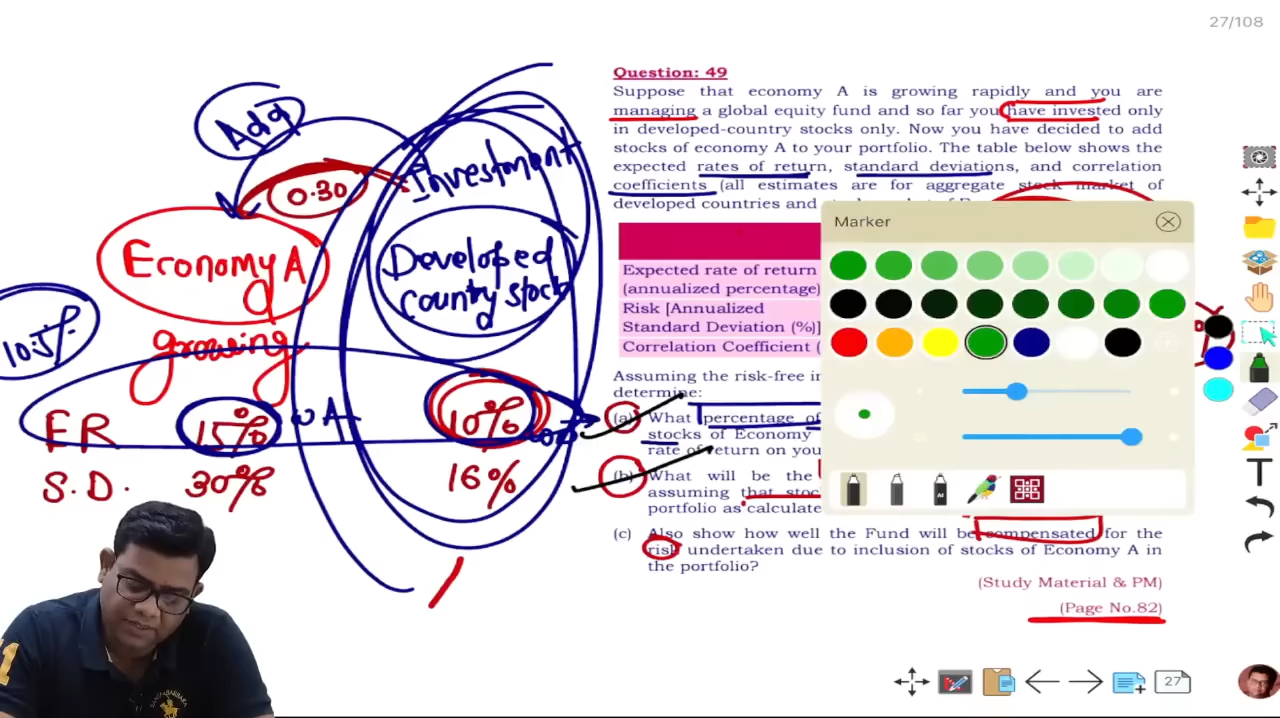 27/108
Question: 49
Suppose that economy A is growing rapidly and you are
managing a global equity fund and so far you have invested only
in developed-country stocks only. Now you have decided to add
stocks of economy A to your portfolio. The table below shows the
expected rates of return, standard deviations, and correlation
coefficients (all estimates are for aggregate stock market of
developed countries and
Expected rate of return
(annualized percentage)
Risk [Annualized
Standard Deviation (%)]
Correlation Coefficient (
Assuming the risk-free
determine:
(a) What percentage of
stocks of Economy
rate of return on you
(b) What will be the
assuming that stoc
portfolio as calculate
(c) Also show how well the Fund will be compensated for the
risk undertaken due to inclusion of stocks of Economy A in
the portfolio?
(Study Material & PM)
(Page No.82)
Marker
Add
0.30
Investment
Economy A
growing
Developed
country stock
10.5%
ER 15% WA 10%
S.D. 30% 16%
27